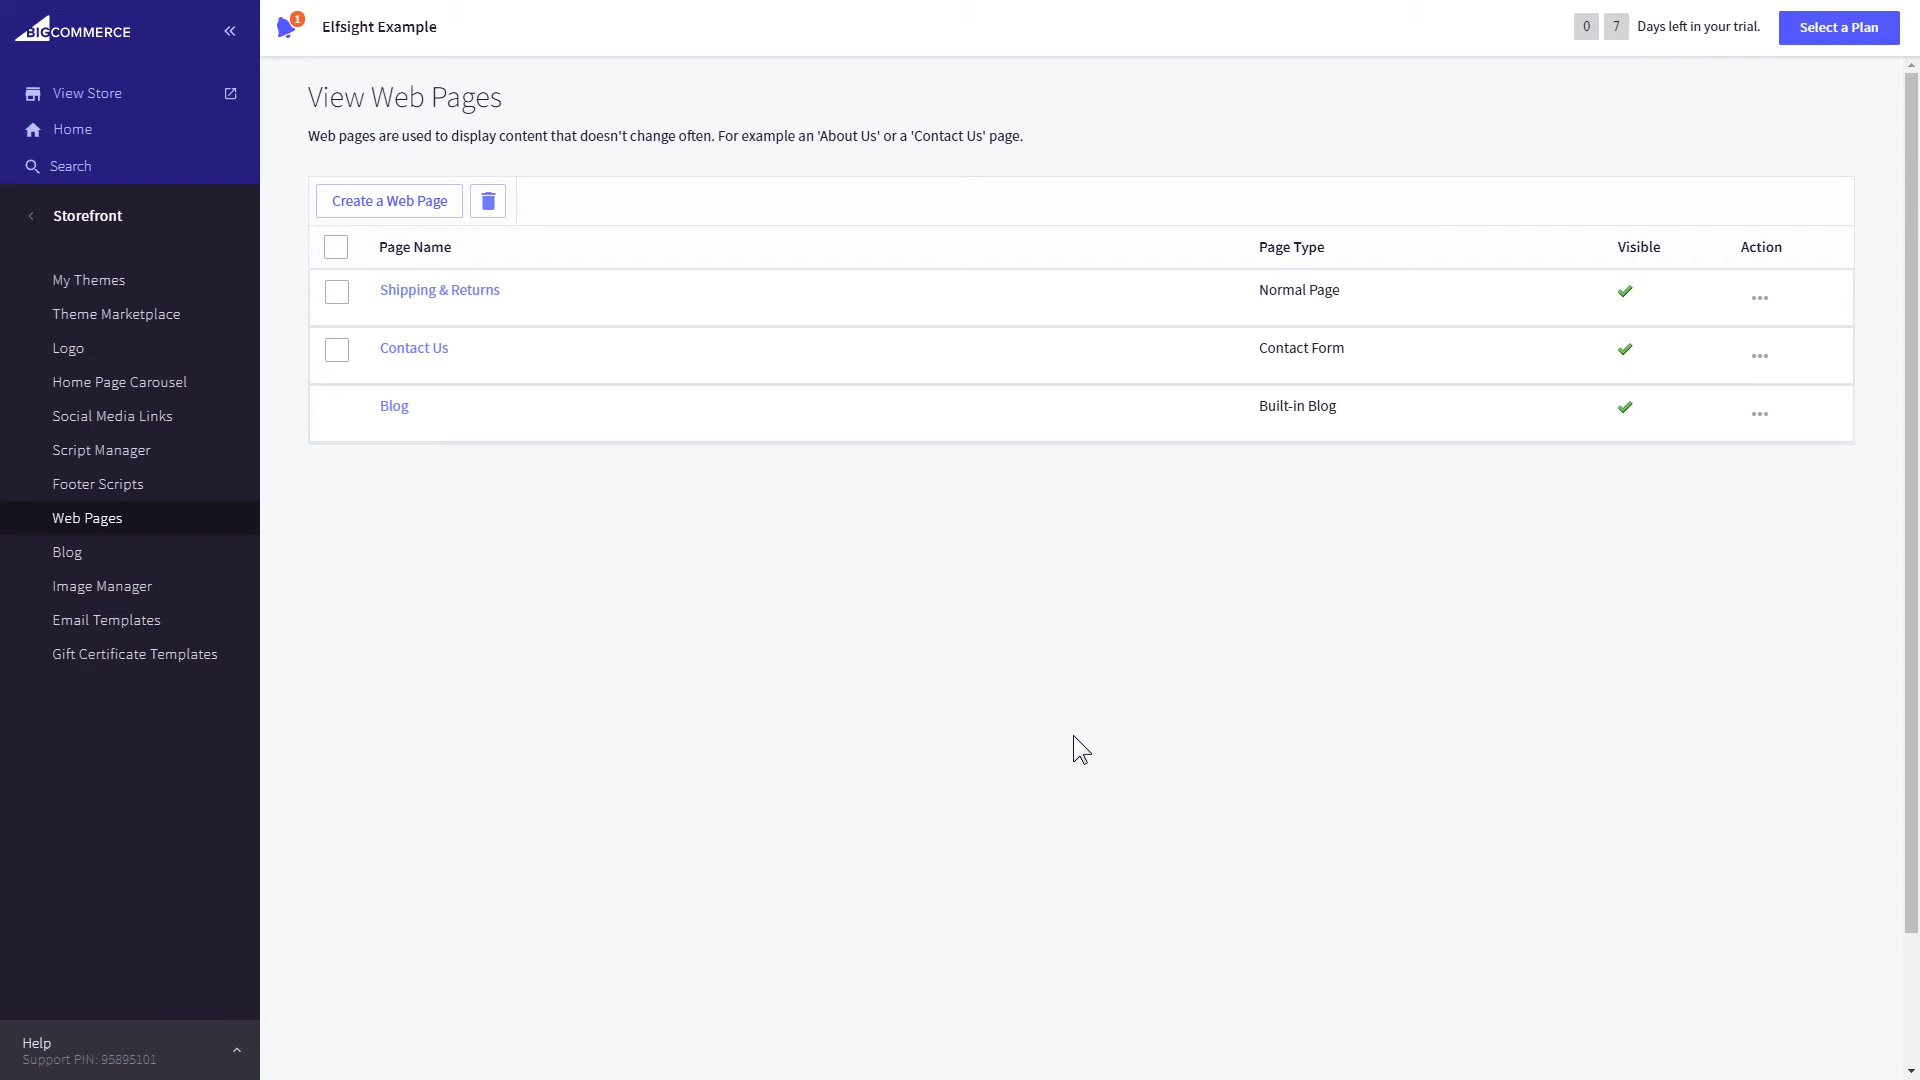 BIGCOMMERCE
1
Elfsight Example
0 7 Days left in your trial.
Select a Plan
View Store
Home
Search
Storefront
My Themes
Theme Marketplace
Logo
Home Page Carousel
Social Media Links
Script Manager
Footer Scripts
Web Pages
Blog
Image Manager
Email Templates
Gift Certificate Templates
Help
Support PIN: 95895101
View Web Pages
Web pages are used to display content that doesn't change often. For example an 'About Us' or a 'Contact Us' page.
Create a Web Page
Page Name Page Type Visible Action
Shipping & Returns Normal Page
Contact Us Contact Form
Blog Built-in Blog